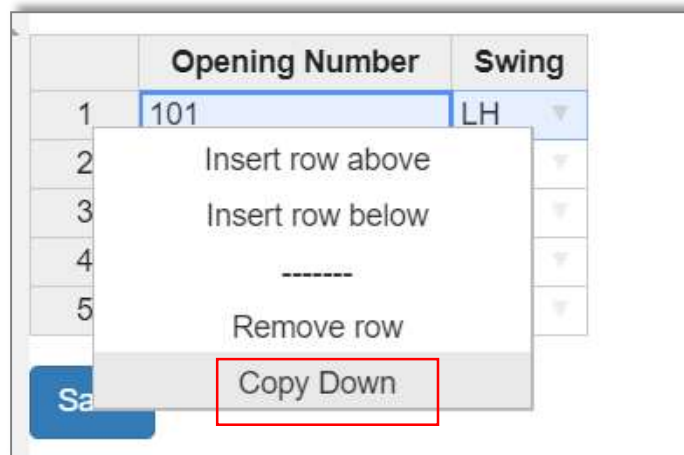 Opening Number Swing
1 101 LH
2
Insert row above
3
Insert row below
4
-------
5
Remove row
Copy Down
Sa